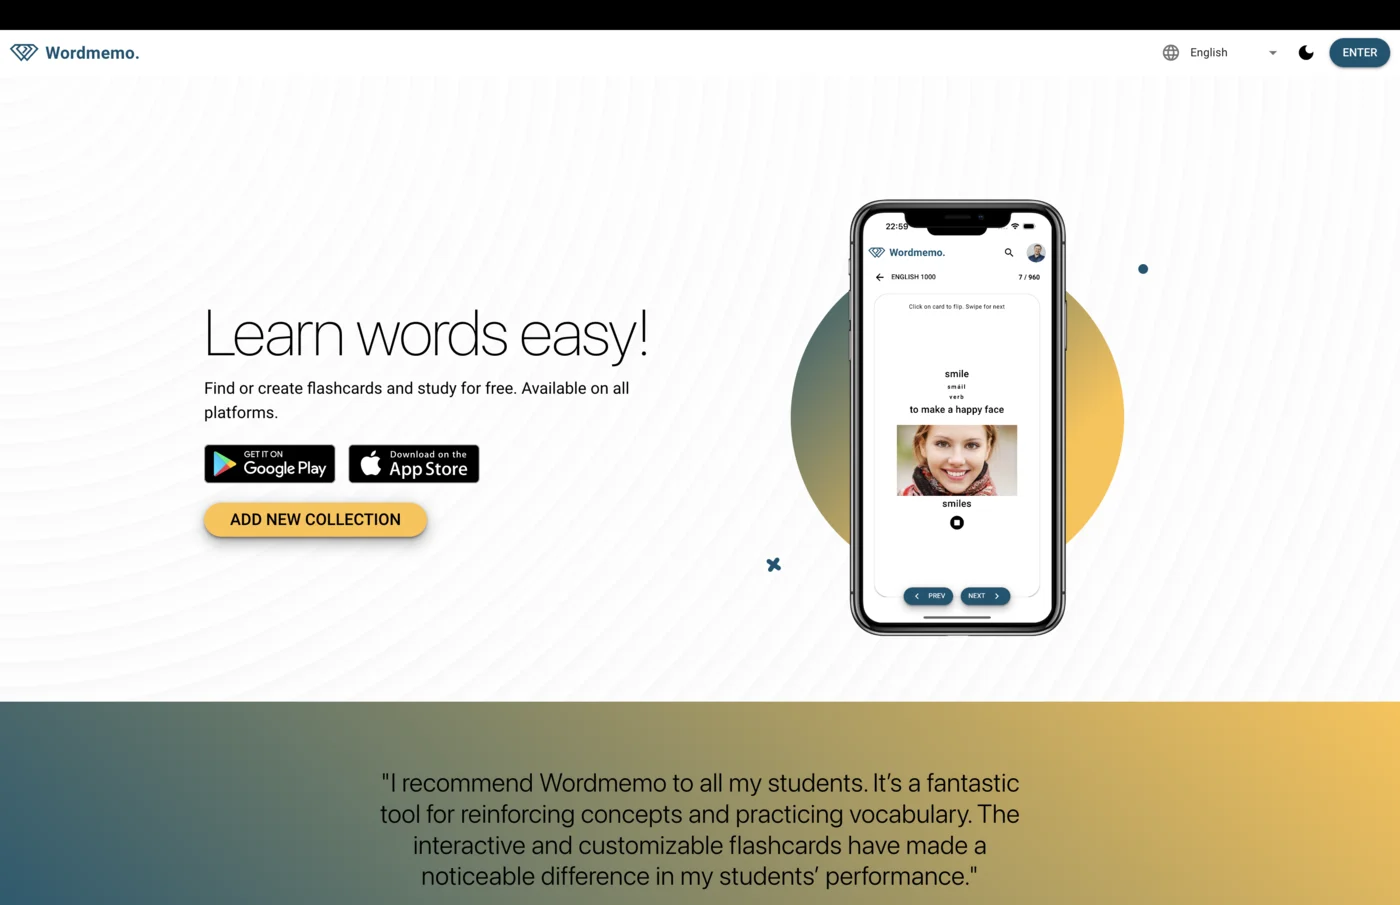 Wordmemo.
English
ENTER
Learn words easy!
Find or create flashcards and study for free. Available on all
platforms.
GET IT ON
Google Play
Download on the
App Store
ADD NEW COLLECTION
22:59
Wordmemo.
ENGLISH 1000
7 / 960
Click on card to flip. Swipe for next
smile
smáil
verb
to make a happy face
smiles
PREV
NEXT
"I recommend Wordmemo to all my students. It’s a fantastic
tool for reinforcing concepts and practicing vocabulary. The
interactive and customizable flashcards have made a
noticeable difference in my students’ performance."